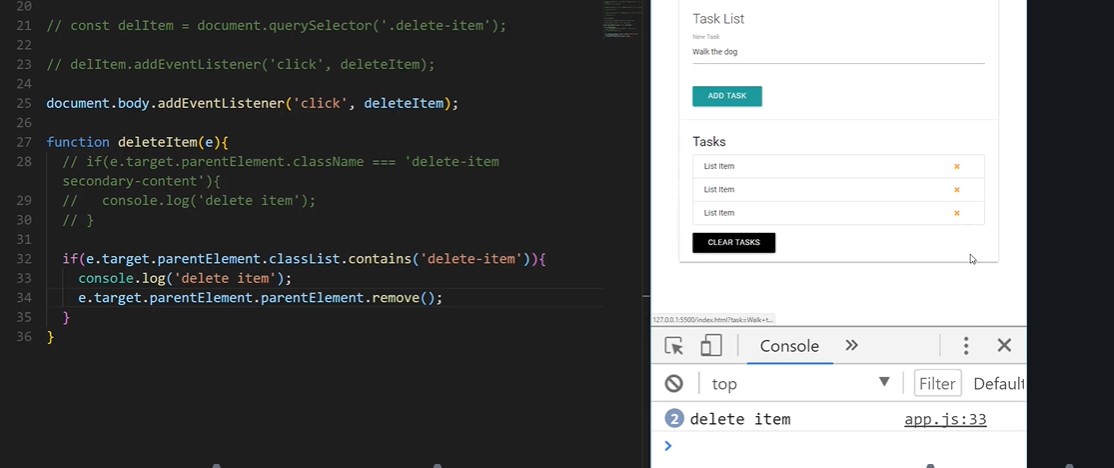 20
21 // const delItem = document.querySelector('.delete-item');
22
23 // delItem.addEventListener('click', deleteItem);
24
25 document.body.addEventListener('click', deleteItem);
26
27 function deleteItem(e){
28 // if(e.target.parentElement.className === 'delete-item
secondary-content'){
29 //   console.log('delete item');
30 // }
31
32 if(e.target.parentElement.classList.contains('delete-item')){
33 console.log('delete item');
34 e.target.parentElement.parentElement.remove();
35 }
36 }
Task List
New Task
Walk the dog
ADD TASK
Tasks
List Item
List Item
List Item
CLEAR TASKS
127.0.0.1:5500/index.html?task=Walk+t...
Console
top
Filter
Default
2 delete item app.js:33